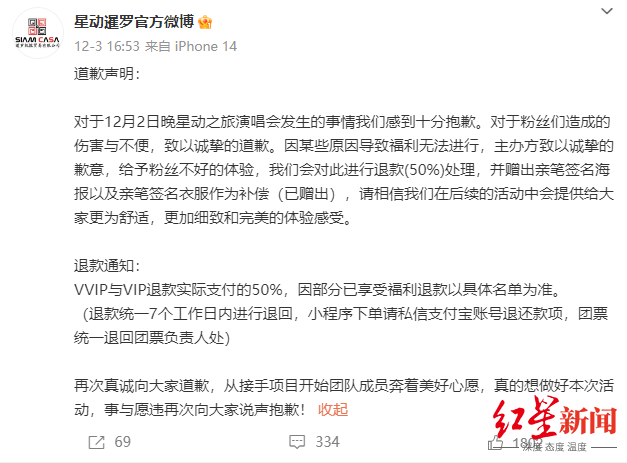 星动暹罗官方微博
SIAM CASA
12-3 16:53 来自 iPhone 14
道歉声明：
对于12月2日晚星动之旅演唱会发生的事情我们感到十分抱歉。对于粉丝们造成的
伤害与不便，致以诚挚的道歉。因某些原因导致福利无法进行，主办方致以诚挚的
歉意，给予粉丝不好的体验，我们会对此进行退款(50%)处理，并赠出亲笔签名海
报以及亲笔签名衣服作为补偿（已赠出），请相信我们在后续的活动中会提供给大
家更为舒适，更加细致和完美的体验感受。
退款通知：
VVIP与VIP退款实际支付的50%，因部分已享受福利退款以具体名单为准。
（退款统一7个工作日内进行退回，小程序下单请私信支付宝账号退还款项，团票
统一退回团票负责人处)
再次真诚向大家道歉，从接手项目开始团队成员奔着美好心愿，真的想做好本次活
动，事与愿违再次向大家说声抱歉！ 收起
红星新闻
深度 态度 温度
69
334
180